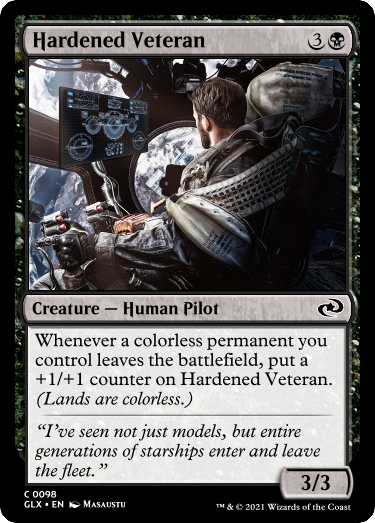 Hardened Veteran 3
Creature — Human Pilot
Whenever a colorless permanent you
control leaves the battlefield, put a
+1/+1 counter on Hardened Veteran.
(Lands are colorless.)
“I’ve seen not just models, but entire
generations of starships enter and leave
the fleet.”
3/3
C 0098
GLX • EN Masaustu
™ & © 2021 Wizards of the Coast